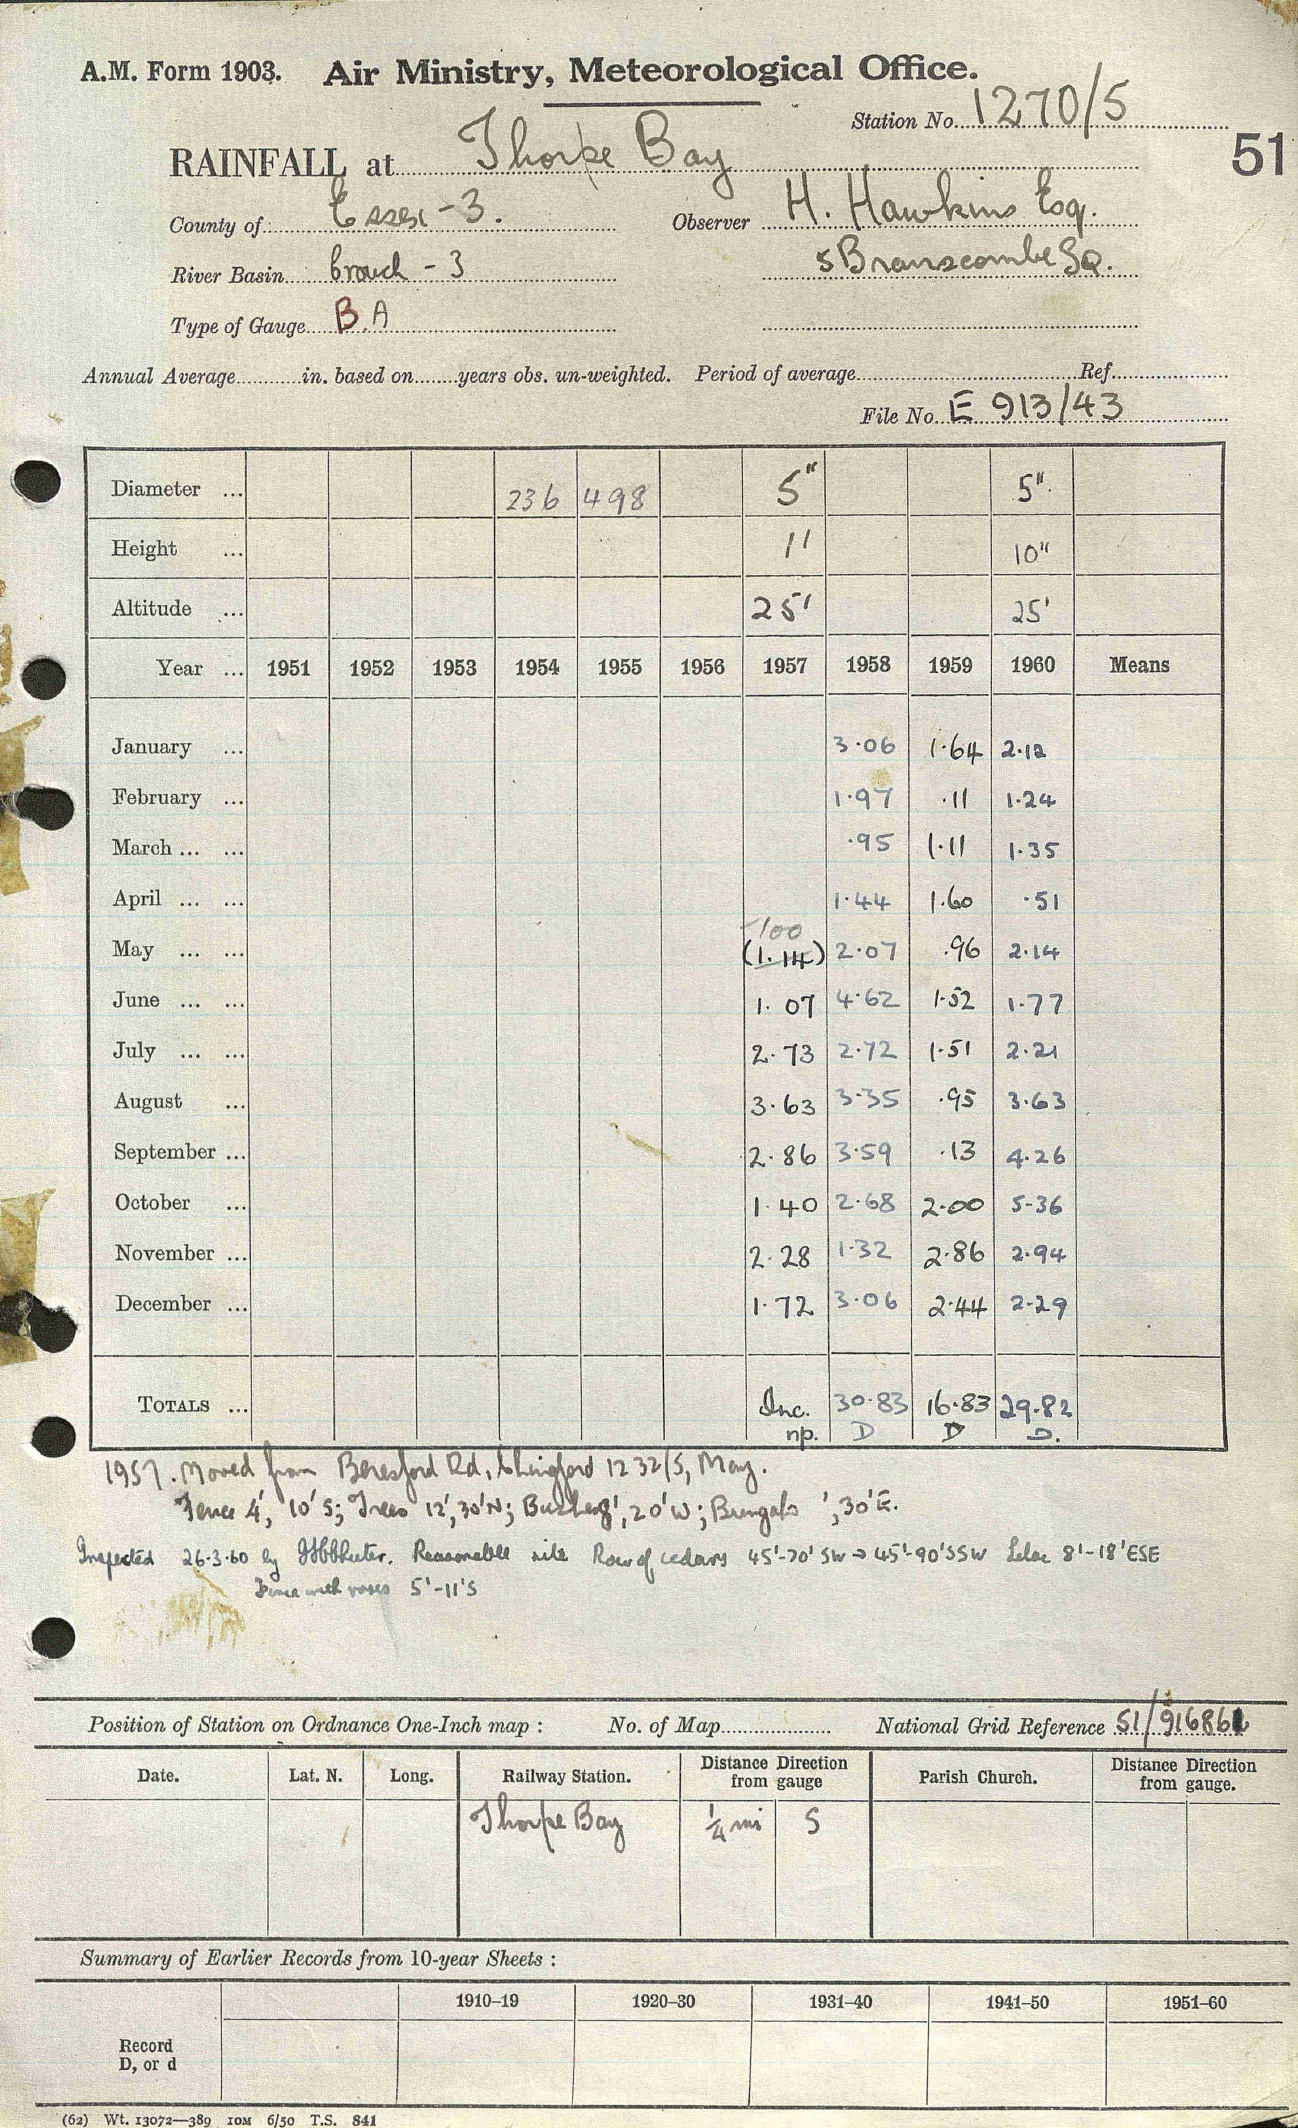 A.M. Form 1903. Air Ministry, Meteorological Office.
Station No. 1270/5
51
RAINFALL at Thorpe Bay
County of Essex - 3. Observer H. Hawkins Esq.
River Basin Crouch - 3 5 Branscombe Sq.
Type of Gauge B.A
Annual Average in. based on years obs. un-weighted. Period of average Ref.
File No. E 913/43
Diameter ... 236 498 5" 5"
Height ... 1' 10"
Altitude ... 25' 25'
Year ... 1951 1952 1953 1954 1955 1956 1957 1958 1959 1960 Means
January ... 3.06 1.64 2.12
February ... 1.97 .11 1.24
March ... ... .95 1.11 1.35
April ... ... 1.44 1.60 .51
100
May ... ... (1.14) 2.07 .96 2.14
June ... ... 1.07 4.62 1.52 1.77
July ... ... 2.73 2.72 1.51 2.21
August ... 3.63 3.35 .95 3.63
September ... 2.86 3.59 .13 4.26
October ... 1.40 2.68 2.00 5.36
November ... 2.28 1.32 2.86 2.94
December ... 1.72 3.06 2.44 2.29
TOTALS ... Inc. 30.83 16.83 29.82
np. D D D.
1957. Moved from Beresford Rd, Chingford 1232/5, May.
Fence 4', 10' S; Trees 12', 30' N; Bushes 8', 20' W; Bungalo ', 30' E.
Inspected 26.3.60 by Reasonable site Row of cedars 45'-70' SW → 45'-90' SSW Lilac 8'-18' ESE
Fence with roses 5'-11' S
Position of Station on Ordnance One-Inch map : No. of Map National Grid Reference 51/916861
Date. Lat. N. Long. Railway Station. Distance Direction from gauge Parish Church. Distance Direction from gauge.
Thorpe Bay ¼ mi S
Summary of Earlier Records from 10-year Sheets :
1910–19 1920–30 1931–40 1941–50 1951–60
Record
D, or d
(62) Wt. 13072—389 10M 6/50 T.S. 841